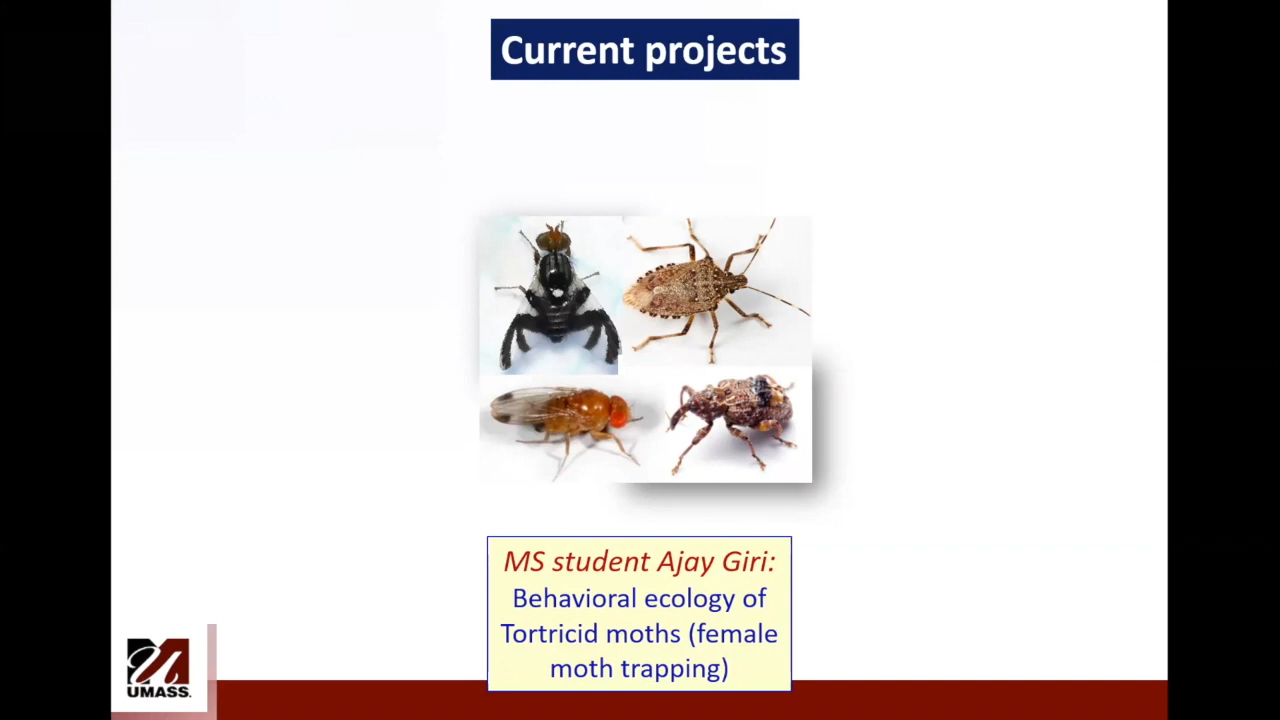 Current projects
MS student Ajay Giri:
Behavioral ecology of
Tortricid moths (female
moth trapping)
UMASS.